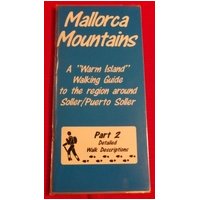 Mallorca
Mountains
A "Warm Island"
Walking Guide
to the region around
Soller/Puerto Soller
Part 2
Detailed
Walk Descriptions